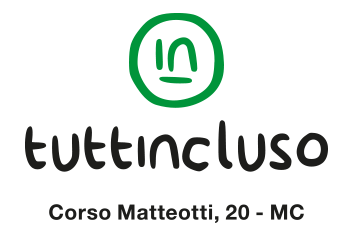 in
tuttincluso
Corso Matteotti, 20 - MC